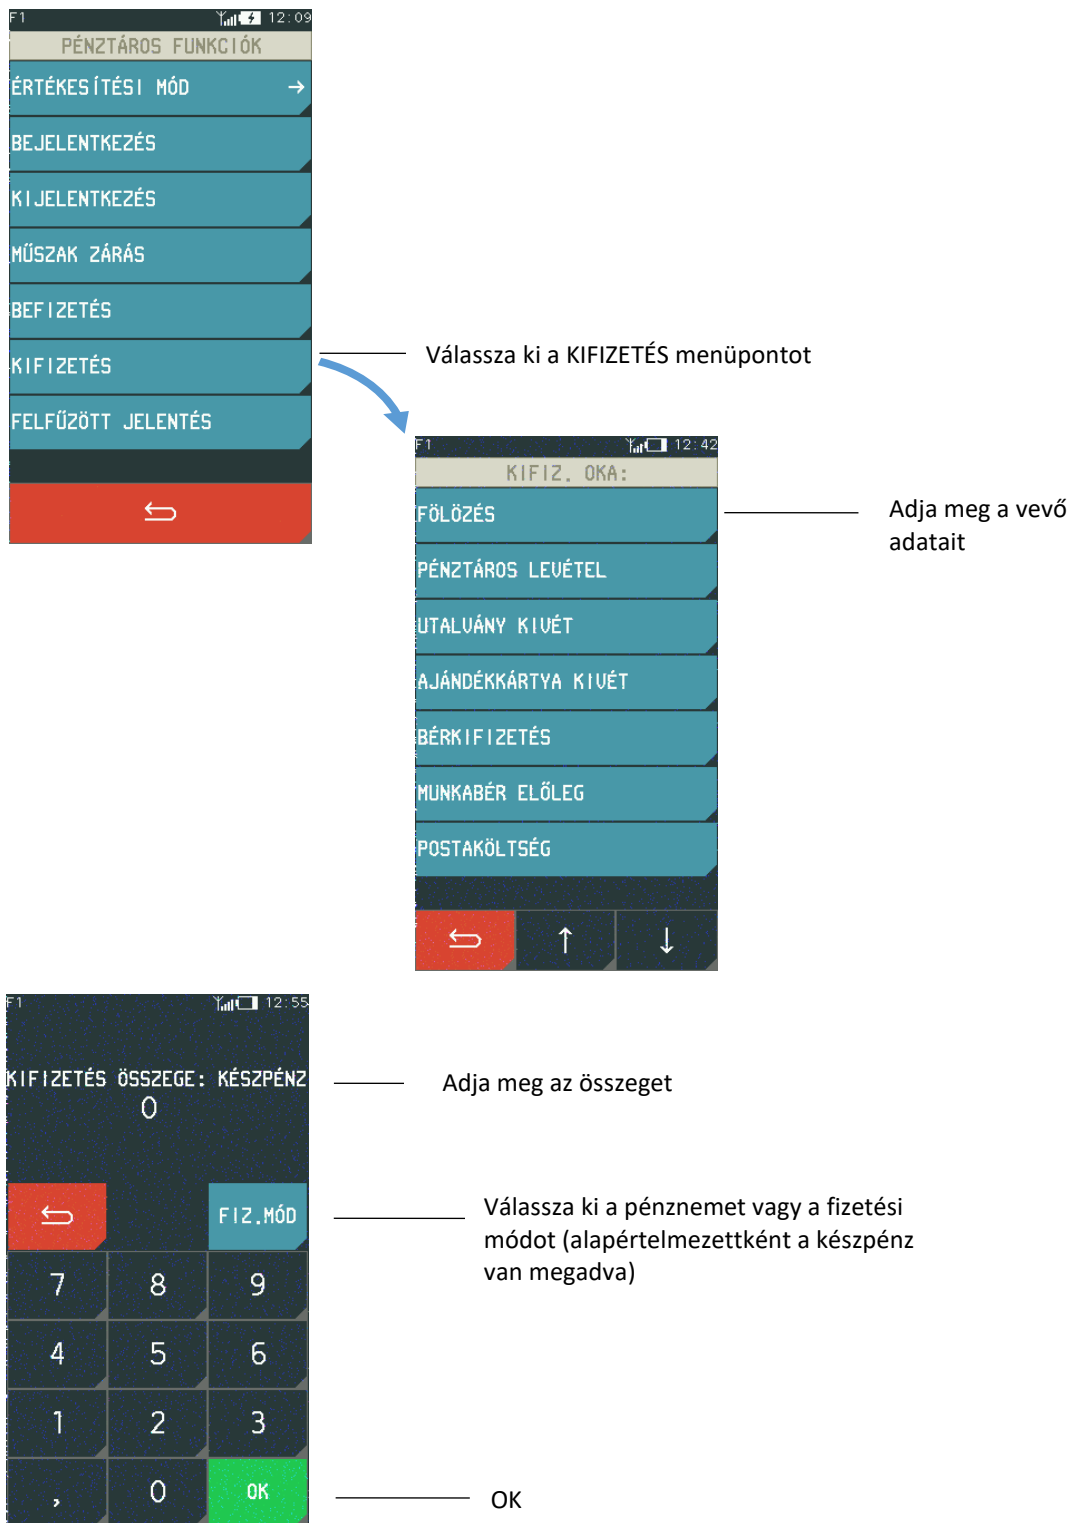 F1 12:09
PÉNZTÁROS FUNKCIÓK
ÉRTÉKESÍTÉSI MÓD →
BEJELENTKEZÉS
KIJELENTKEZÉS
MŰSZAK ZÁRÁS
BEFIZETÉS
KIFIZETÉS
FELFŰZÖTT JELENTÉS
Válassza ki a KIFIZETÉS menüpontot
F1 12:42
KIFIZ. OKA:
FÖLÖZÉS
PÉNZTÁROS LEVÉTEL
UTALVÁNY KIVÉT
AJÁNDÉKKÁRTYA KIVÉT
BÉRKIFIZETÉS
MUNKABÉR ELŐLEG
POSTAKÖLTSÉG
↑ ↓
Adja meg a vevő
adatait
F1 12:55
KIFIZETÉS ÖSSZEGE: KÉSZPÉNZ
0
Adja meg az összeget
FIZ.MÓD
Válassza ki a pénznemet vagy a fizetési
módot (alapértelmezettként a készpénz
van megadva)
7 8 9
4 5 6
1 2 3
, 0 OK
OK